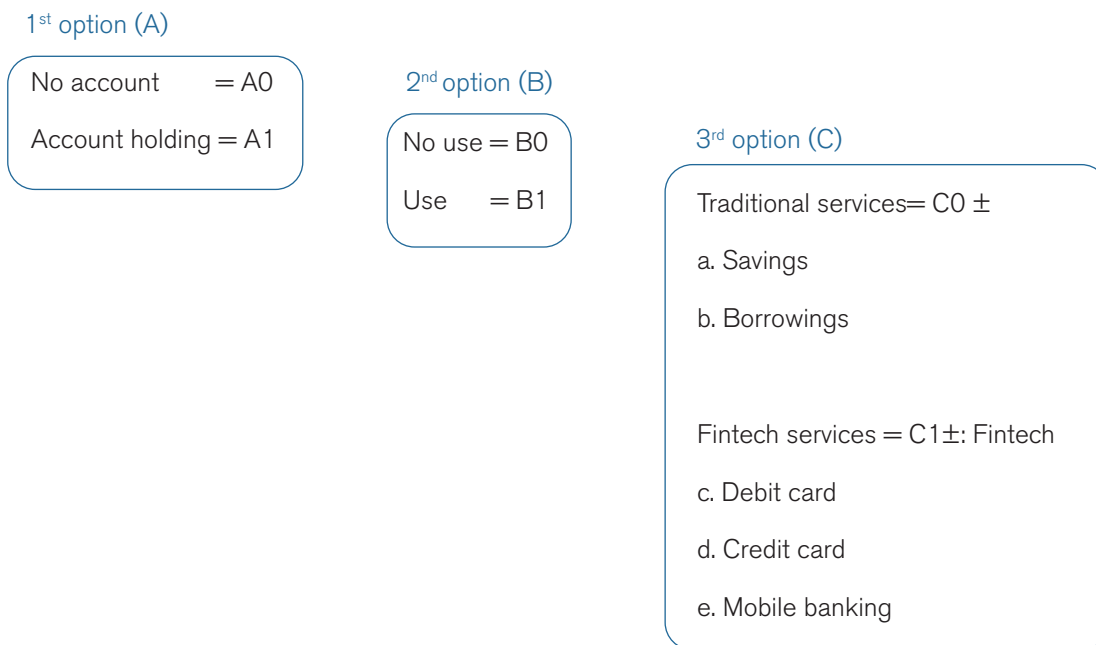 1st option (A)
No account = A0
Account holding = A1
2nd option (B)
No use = B0
Use = B1
3rd option (C)
Traditional services= C0 ±
a. Savings
b. Borrowings
Fintech services = C1±: Fintech
c. Debit card
d. Credit card
e. Mobile banking